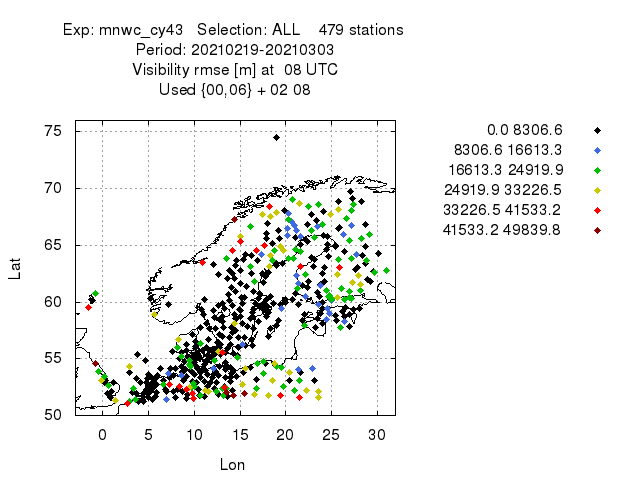 Exp: mnwc_cy43 Selection: ALL 479 stations
Period: 20210219-20210303
Visibility rmse [m] at 08 UTC
Used {00,06} + 02 08
0.0 8306.6
8306.6 16613.3
16613.3 24919.9
24919.9 33226.5
33226.5 41533.2
41533.2 49839.8
75
70
65
60
55
50
Lat
0 5 10 15 20 25 30
Lon